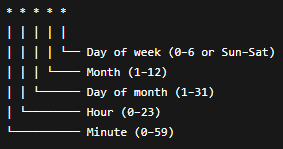 * * * * *
| | | | |
| | | | └── Day of week (0–6 or Sun–Sat)
| | | └──── Month (1–12)
| | └────── Day of month (1–31)
| └──────── Hour (0–23)
└────────── Minute (0–59)